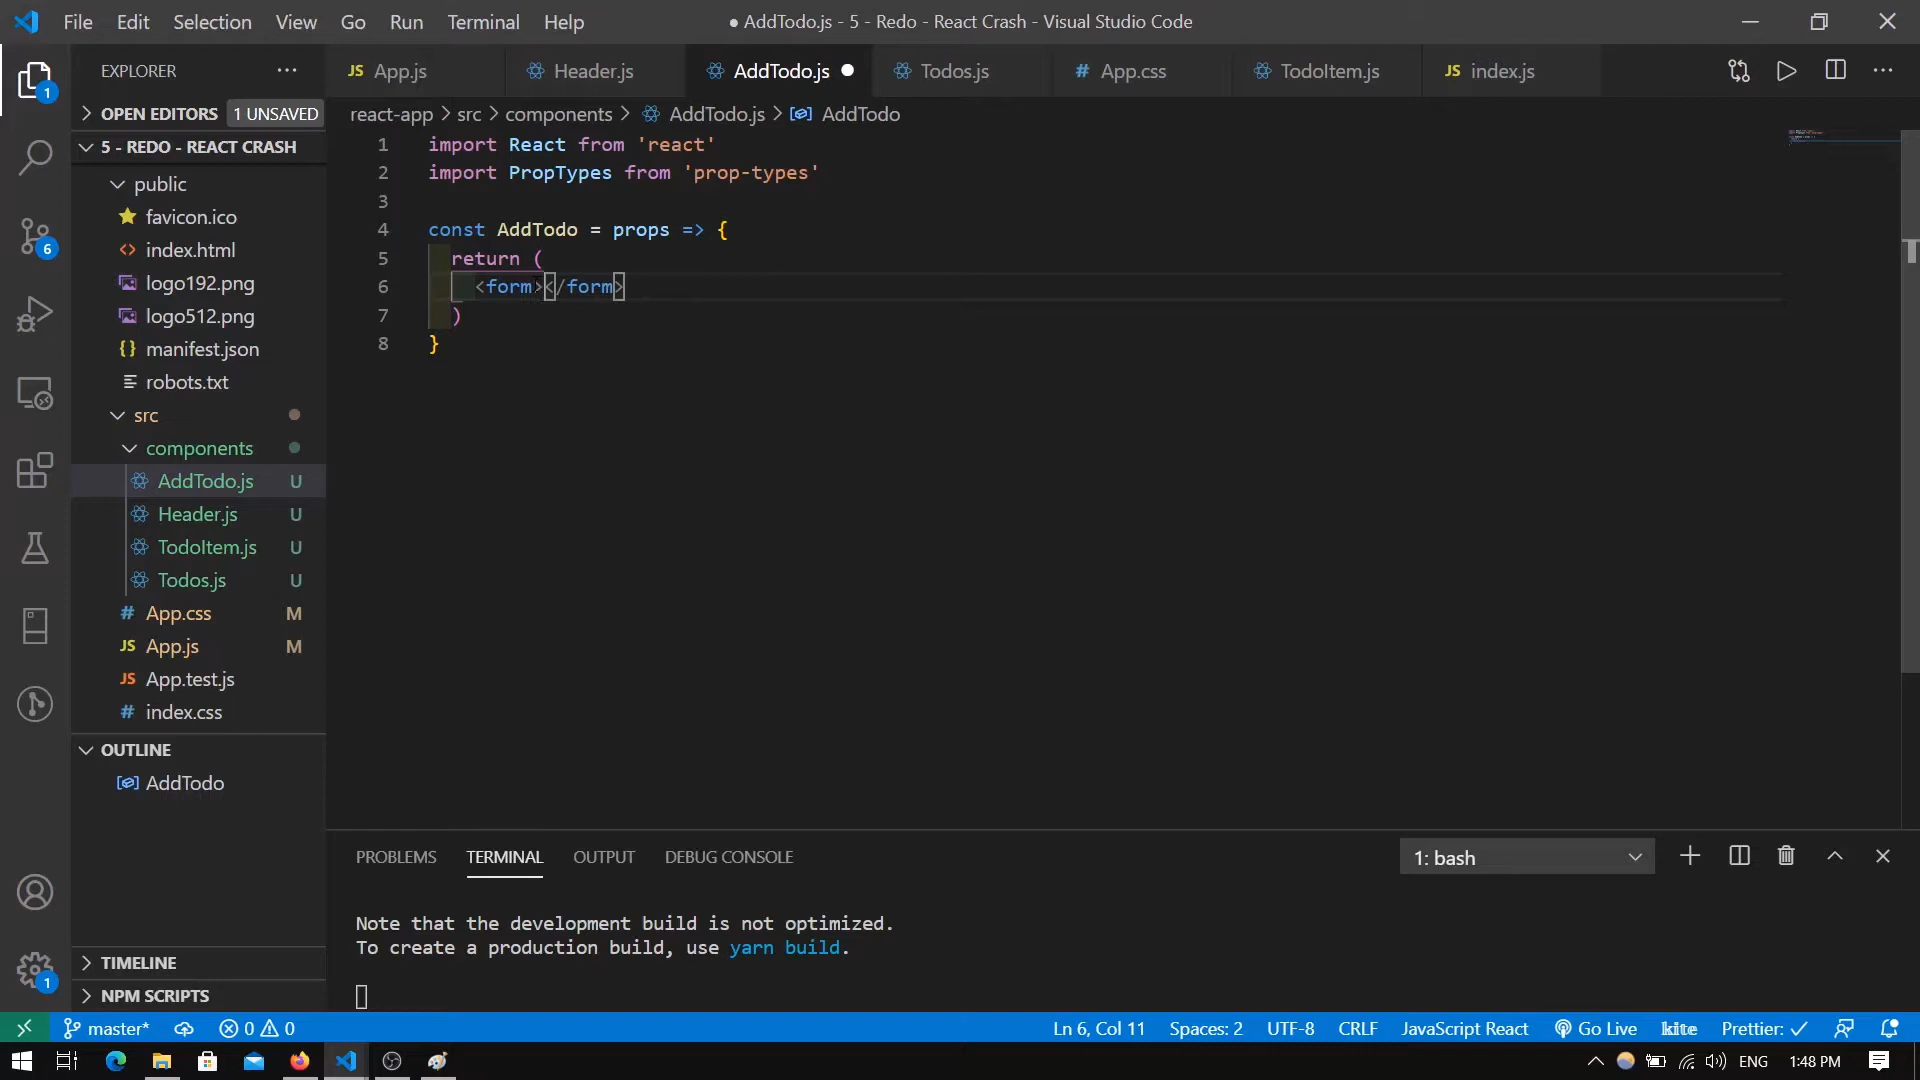 File Edit Selection View Go Run Terminal Help
● AddTodo.js - 5 - Redo - React Crash - Visual Studio Code
EXPLORER
OPEN EDITORS 1 UNSAVED
5 - REDO - REACT CRASH
public
favicon.ico
index.html
logo192.png
logo512.png
manifest.json
robots.txt
src
components
AddTodo.js U
Header.js U
TodoItem.js U
Todos.js U
App.css M
App.js M
App.test.js
index.css
OUTLINE
AddTodo
TIMELINE
NPM SCRIPTS
1
6
1
JS App.js Header.js AddTodo.js Todos.js # App.css TodoItem.js JS index.js
react-app > src > components > AddTodo.js > AddTodo
1 import React from 'react'
2 import PropTypes from 'prop-types'
3
4 const AddTodo = props => {
5 return (
6 <form></form>
7 )
8 }
PROBLEMS TERMINAL OUTPUT DEBUG CONSOLE
1: bash
Note that the development build is not optimized.
To create a production build, use yarn build.
master* 0 0 Ln 6, Col 11 Spaces: 2 UTF-8 CRLF JavaScript React Go Live kite Prettier: ✓
ENG 1:48 PM